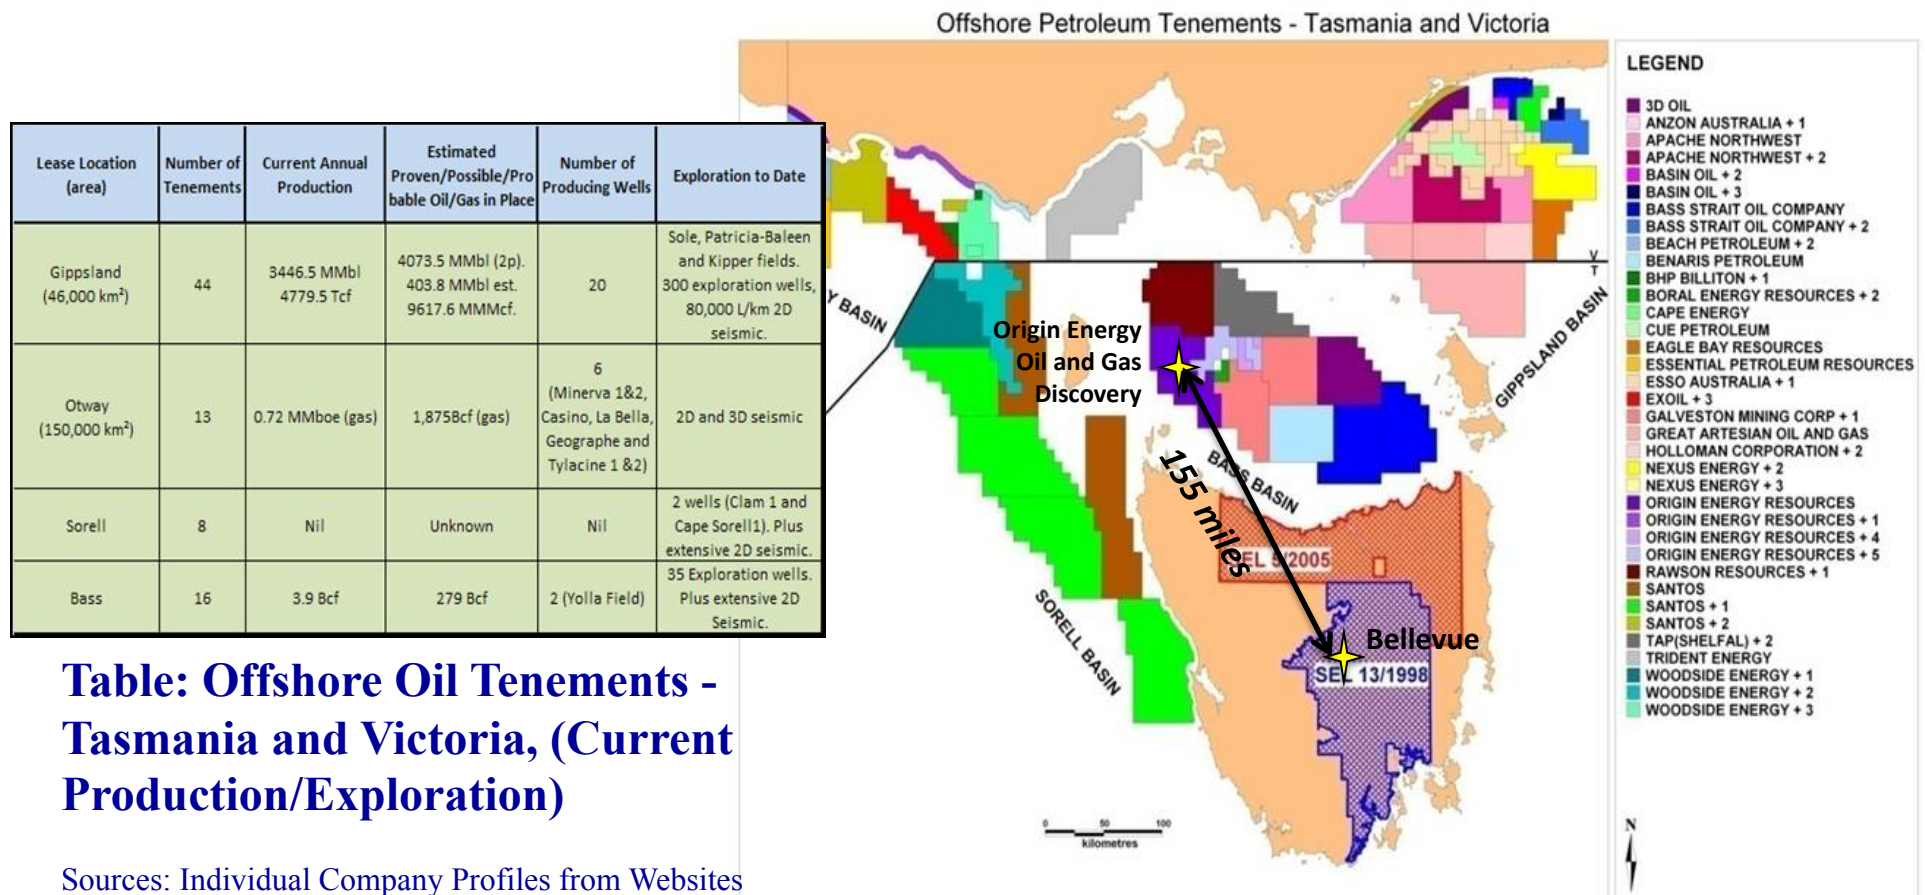 Offshore Petroleum Tenements - Tasmania and Victoria
Lease Location
(area)
Number of
Tenements
Current Annual
Production
Estimated
Proven/Possible/Pro
bable Oil/Gas in Place
Number of
Producing Wells
Exploration to Date
Gippsland
(46,000 km²)
44
3446.5 MMbl
4779.5 Tcf
4073.5 MMbl (2p).
403.8 MMbl est.
9617.6 MMMcf.
20
Sole, Patricia-Baleen
and Kipper fields.
300 exploration wells,
80,000 L/km 2D
seismic.
Otway
(150,000 km²)
13
0.72 MMboe (gas)
1,875Bcf (gas)
6
(Minerva 1&2,
Casino, La Bella,
Geographe and
Tylacine 1 &2)
2D and 3D seismic
Sorell
8
Nil
Unknown
Nil
2 wells (Clam 1 and
Cape Sorell1). Plus
extensive 2D seismic.
Bass
16
3.9 Bcf
279 Bcf
2 (Yolla Field)
35 Exploration wells.
Plus extensive 2D
Seismic.
Table: Offshore Oil Tenements -
Tasmania and Victoria, (Current
Production/Exploration)
Sources: Individual Company Profiles from Websites
Y BASIN
V
T
GIPPSLAND BASIN
Origin Energy
Oil and Gas
Discovery
BASS BASIN
155 miles
SEL 5/2005
SORELL BASIN
Bellevue
SEL 13/1998
0 50 100
kilometres
LEGEND
3D OIL
ANZON AUSTRALIA + 1
APACHE NORTHWEST
APACHE NORTHWEST + 2
BASIN OIL + 2
BASIN OIL + 3
BASS STRAIT OIL COMPANY
BASS STRAIT OIL COMPANY + 2
BEACH PETROLEUM + 2
BENARIS PETROLEUM
BHP BILLITON + 1
BORAL ENERGY RESOURCES + 2
CAPE ENERGY
CUE PETROLEUM
EAGLE BAY RESOURCES
ESSENTIAL PETROLEUM RESOURCES
ESSO AUSTRALIA + 1
EXOIL + 3
GALVESTON MINING CORP + 1
GREAT ARTESIAN OIL AND GAS
HOLLOMAN CORPORATION + 2
NEXUS ENERGY + 2
NEXUS ENERGY + 3
ORIGIN ENERGY RESOURCES
ORIGIN ENERGY RESOURCES + 1
ORIGIN ENERGY RESOURCES + 4
ORIGIN ENERGY RESOURCES + 5
RAWSON RESOURCES + 1
SANTOS
SANTOS + 1
SANTOS + 2
TAP(SHELFAL) + 2
TRIDENT ENERGY
WOODSIDE ENERGY + 1
WOODSIDE ENERGY + 2
WOODSIDE ENERGY + 3
N